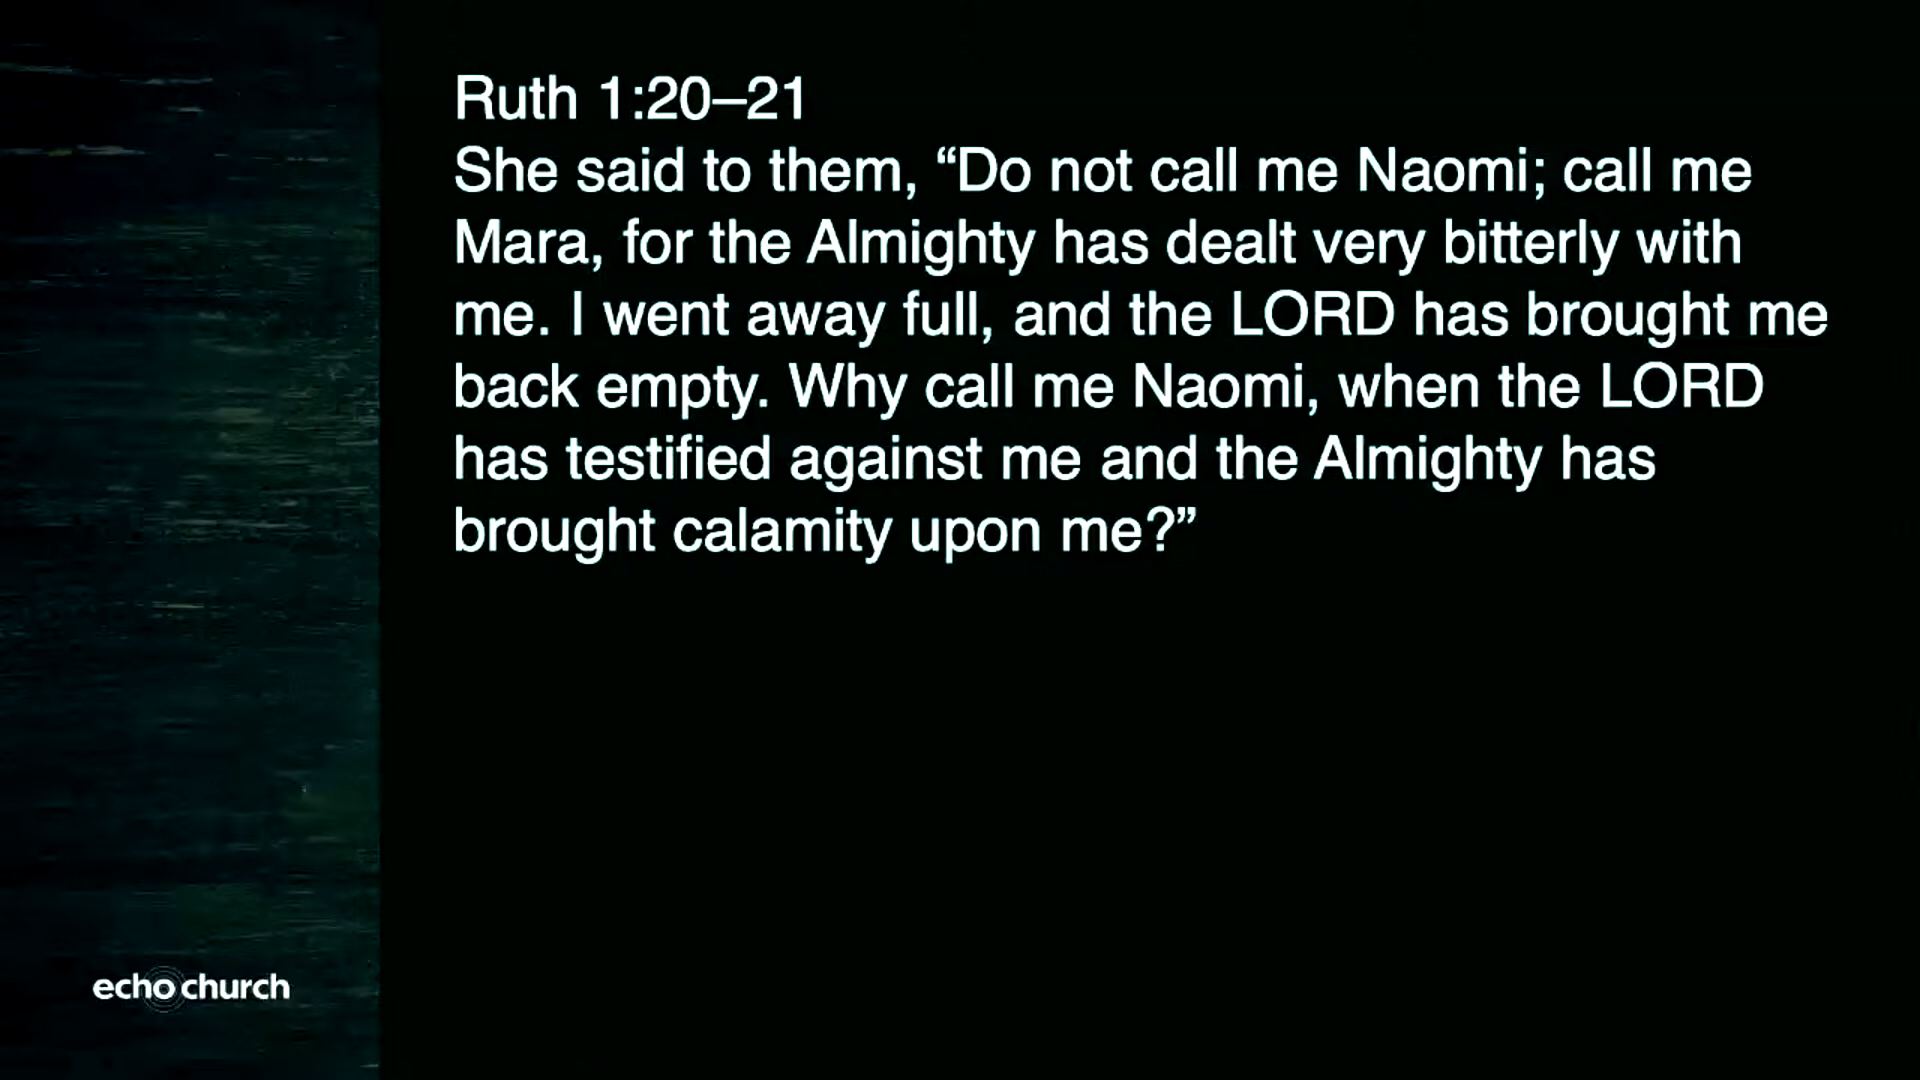 Ruth 1:20–21
She said to them, “Do not call me Naomi; call me
Mara, for the Almighty has dealt very bitterly with
me. I went away full, and the LORD has brought me
back empty. Why call me Naomi, when the LORD
has testified against me and the Almighty has
brought calamity upon me?”
echo church